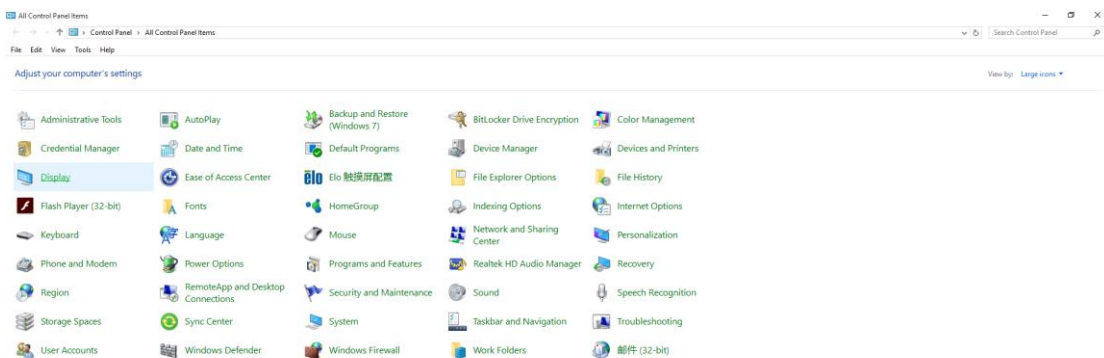 All Control Panel Items
Control Panel > All Control Panel Items
Search Control Panel
File Edit View Tools Help
Adjust your computer's settings
View by: Large icons
Administrative Tools
AutoPlay
Backup and Restore
(Windows 7)
BitLocker Drive Encryption
Color Management
Credential Manager
Date and Time
Default Programs
Device Manager
Devices and Printers
Display
Ease of Access Center
elo
Elo 触摸屏配置
File Explorer Options
File History
Flash Player (32-bit)
Fonts
HomeGroup
Indexing Options
Internet Options
Keyboard
Language
Mouse
Network and Sharing
Center
Personalization
Phone and Modem
Power Options
Programs and Features
Realtek HD Audio Manager
Recovery
Region
RemoteApp and Desktop
Connections
Security and Maintenance
Sound
Speech Recognition
Storage Spaces
Sync Center
System
Taskbar and Navigation
Troubleshooting
User Accounts
Windows Defender
Windows Firewall
Work Folders
邮件 (32-bit)